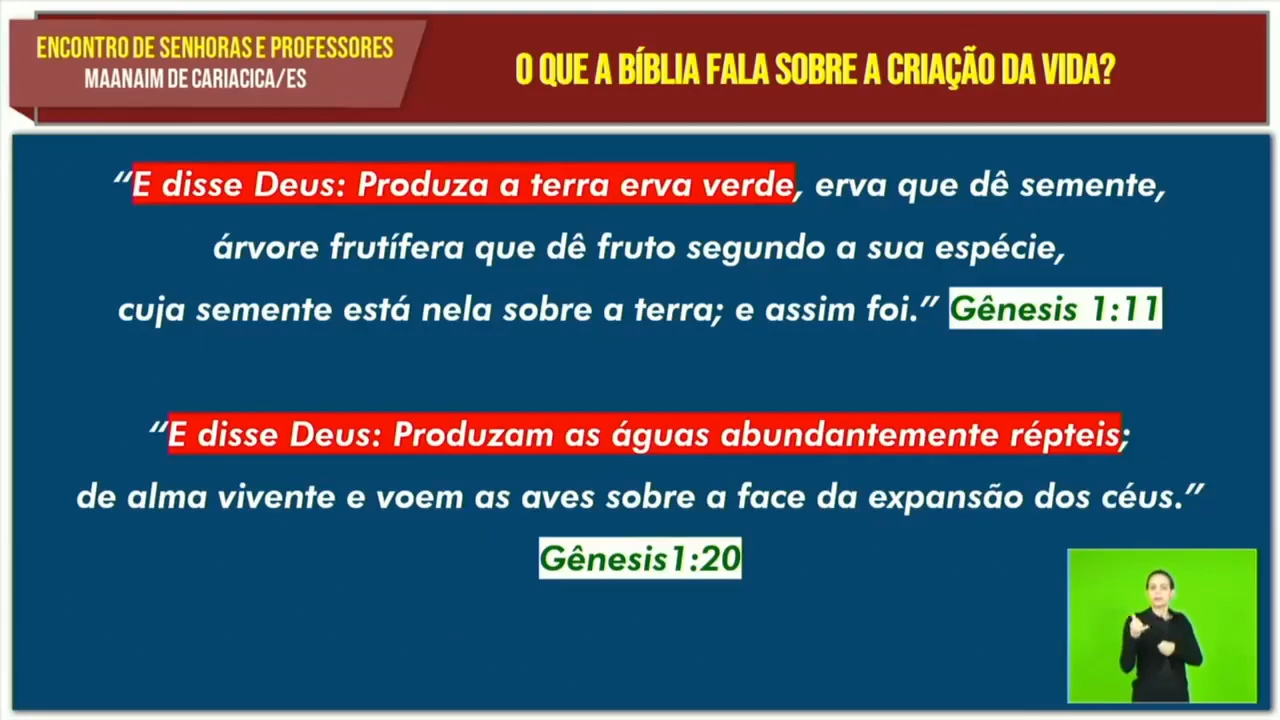 ENCONTRO DE SENHORAS E PROFESSORES
MAANAIM DE CARIACICA/ES
O QUE A BÍBLIA FALA SOBRE A CRIAÇÃO DA VIDA?
“E disse Deus: Produza a terra erva verde, erva que dê semente,
árvore frutífera que dê fruto segundo a sua espécie,
cuja semente está nela sobre a terra; e assim foi.” Gênesis 1:11
“E disse Deus: Produzam as águas abundantemente répteis;
de alma vivente e voem as aves sobre a face da expansão dos céus.”
Gênesis1:20